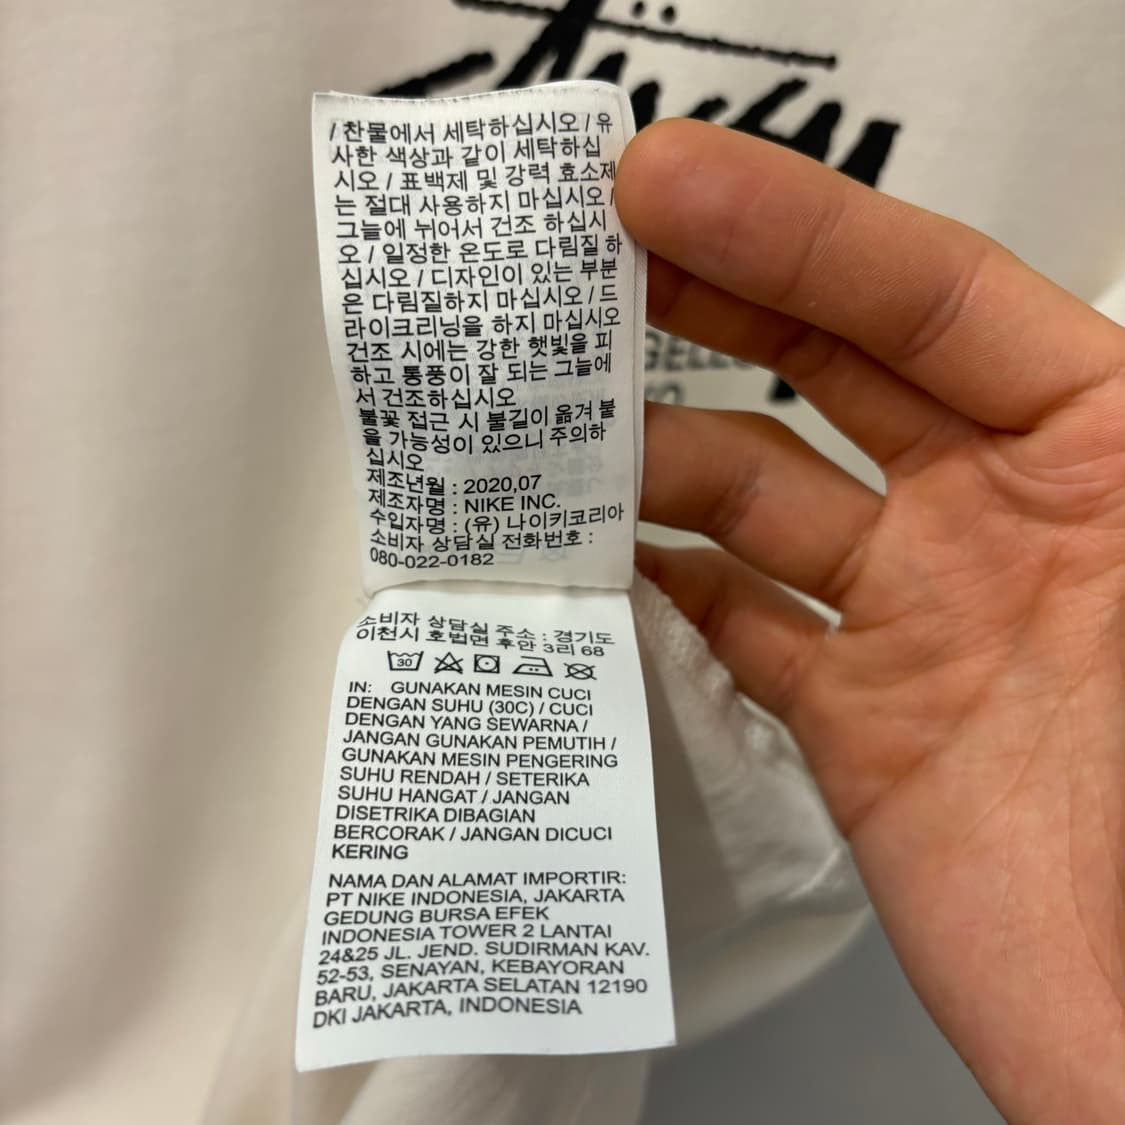 / 찬물에서 세탁하십시오 / 유
사한 색상과 같이 세탁하십
시오 / 표백제 및 강력 효소제
는 절대 사용하지 마십시오 /
그늘에 뉘어서 건조 하십시
오 / 일정한 온도로 다림질 하
십시오 / 디자인이 있는 부분
은 다림질하지 마십시오 / 드
라이크리닝을 하지 마십시오
건조 시에는 강한 햇빛을 피
하고 통풍이 잘 되는 그늘에
서 건조하십시오
불꽃 접근 시 불길이 옮겨 붙
을 가능성이 있으니 주의하
십시오
제조년월 : 2020,07
제조자명 : NIKE INC.
수입자명 : (유) 나이키코리아
소비자 상담실 전화번호 :
080-022-0182
소비자 상담실 주소 : 경기도
이천시 호법면 후안 3리 68
30
IN: GUNAKAN MESIN CUCI
DENGAN SUHU (30C) / CUCI
DENGAN YANG SEWARNA /
JANGAN GUNAKAN PEMUTIH /
GUNAKAN MESIN PENGERING
SUHU RENDAH / SETERIKA
SUHU HANGAT / JANGAN
DISETRIKA DIBAGIAN
BERCORAK / JANGAN DICUCI
KERING
NAMA DAN ALAMAT IMPORTIR:
PT NIKE INDONESIA, JAKARTA
GEDUNG BURSA EFEK
INDONESIA TOWER 2 LANTAI
24&25 JL. JEND. SUDIRMAN KAV.
52-53, SENAYAN, KEBAYORAN
BARU, JAKARTA SELATAN 12190
DKI JAKARTA, INDONESIA